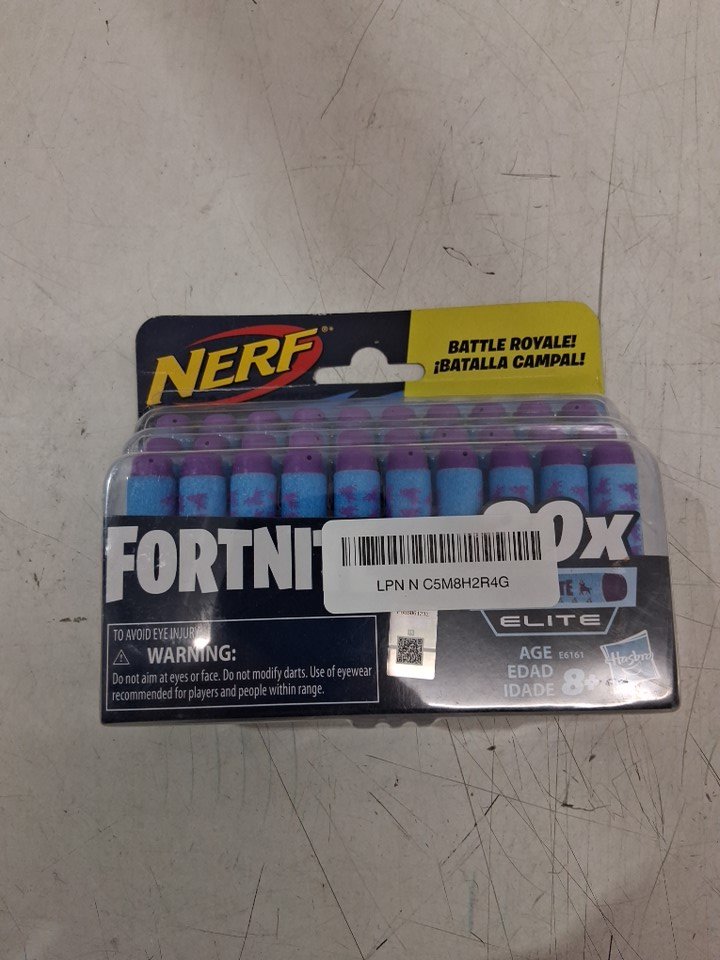 NERF
BATTLE ROYALE!
¡BATALLA CAMPAL!
FORTNI
0x
LPN N C5M8H2R4G
TE
ELITE
TO AVOID EYE INJURY
WARNING:
Do not aim at eyes or face. Do not modify darts. Use of eyewear
recommended for players and people within range.
AGE
EDAD
IDADE
8+
E6161
Hasbro